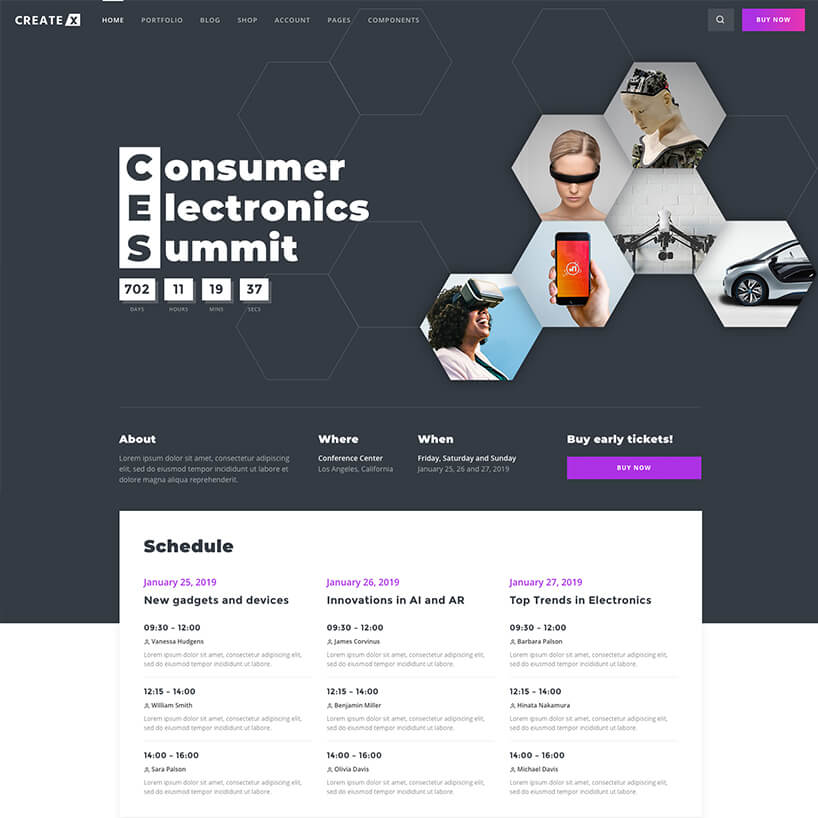 CREATE X
HOME PORTFOLIO BLOG SHOP ACCOUNT PAGES COMPONENTS
BUY NOW
Consumer
Electronics
Summit
702 11 19 37
DAYS HOURS MINS SECS
About
Lorem ipsum dolor sit amet, consectetur adipiscing
elit, sed do eiusmod tempor incididunt ut labore et
dolore magna aliqua reprehenderit.
Where
Conference Center
Los Angeles, California
When
Friday, Saturday and Sunday
January 25, 26 and 27, 2019
Buy early tickets!
BUY NOW
Schedule
January 25, 2019
New gadgets and devices
09:30 – 12:00
Vanessa Hudgens
Lorem ipsum dolor sit amet, consectetur adipiscing elit,
sed do eiusmod tempor incididunt ut labore.
12:15 – 14:00
William Smith
Lorem ipsum dolor sit amet, consectetur adipiscing elit,
sed do eiusmod tempor incididunt ut labore.
14:00 – 16:00
Sara Palson
Lorem ipsum dolor sit amet, consectetur adipiscing elit,
sed do eiusmod tempor incididunt ut labore.
January 26, 2019
Innovations in AI and AR
09:30 – 12:00
James Corvinus
Lorem ipsum dolor sit amet, consectetur adipiscing elit,
sed do eiusmod tempor incididunt ut labore.
12:15 – 14:00
Benjamin Miller
Lorem ipsum dolor sit amet, consectetur adipiscing elit,
sed do eiusmod tempor incididunt ut labore.
14:00 – 16:00
Olivia Davis
Lorem ipsum dolor sit amet, consectetur adipiscing elit,
sed do eiusmod tempor incididunt ut labore.
January 27, 2019
Top Trends in Electronics
09:30 – 12:00
Barbara Palson
Lorem ipsum dolor sit amet, consectetur adipiscing elit,
sed do eiusmod tempor incididunt ut labore.
12:15 – 14:00
Hinata Nakamura
Lorem ipsum dolor sit amet, consectetur adipiscing elit,
sed do eiusmod tempor incididunt ut labore.
14:00 – 16:00
Michael Davis
Lorem ipsum dolor sit amet, consectetur adipiscing elit,
sed do eiusmod tempor incididunt ut labore.